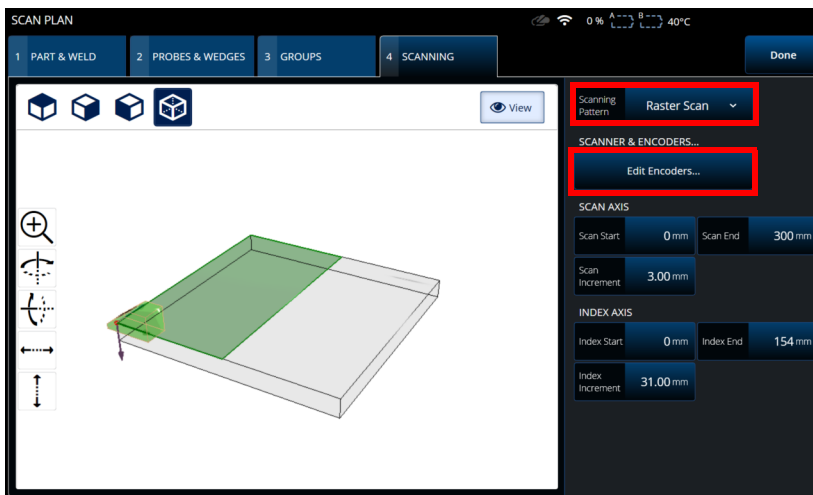 SCAN PLAN
0 % A B 40°C
1 PART & WELD 2 PROBES & WEDGES 3 GROUPS 4 SCANNING Done
View
Scanning Pattern Raster Scan
SCANNER & ENCODERS...
Edit Encoders...
SCAN AXIS
Scan Start 0 mm Scan End 300 mm
Scan Increment 3.00 mm
INDEX AXIS
Index Start 0 mm Index End 154 mm
Index Increment 31.00 mm